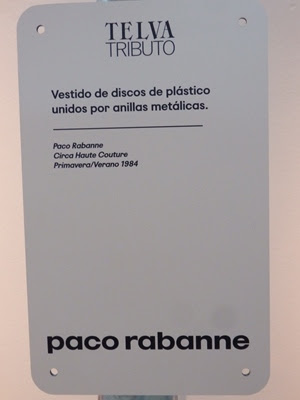 TELVA
TRIBUTO
Vestido de discos de plástico
unidos por anillas metálicas.
Paco Rabanne
Circa Haute Couture
Primavera/Verano 1984
paco rabanne